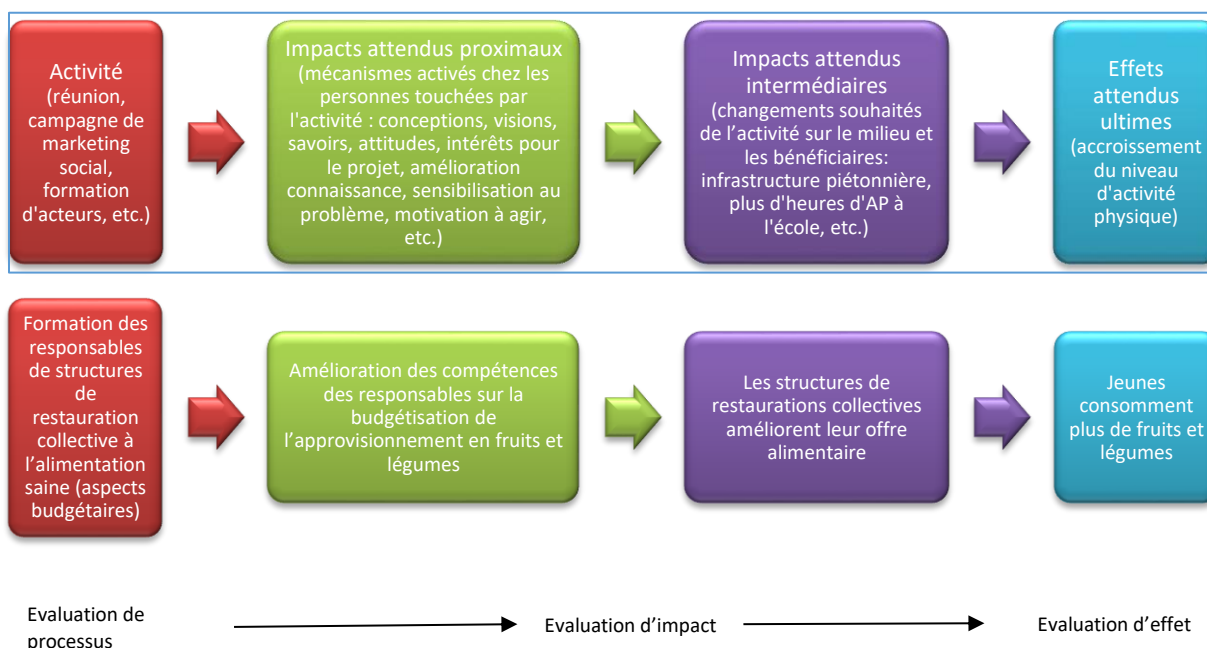 Activité
(réunion,
campagne de
marketing
social,
formation
d'acteurs, etc.)
Impacts attendus proximaux
(mécanismes activés chez les
personnes touchées par
l'activité : conceptions, visions,
savoirs, attitudes, intérêts pour
le projet, amélioration
connaissance, sensibilisation au
problème, motivation à agir,
etc.)
Impacts attendus
intermédiaires
(changements souhaités
de l’activité sur le milieu et
les bénéficiaires:
infrastructure piétonnière,
plus d'heures d'AP à
l'école, etc.)
Effets
attendus
ultimes
(accroissement
du niveau
d'activité
physique)
Formation des
responsables
de structures
de
restauration
collective à
l’alimentation
saine (aspects
budgétaires)
Amélioration des compétences
des responsables sur la
budgétisation de
l’approvisionnement en fruits et
légumes
Les structures de
restaurations collectives
améliorent leur offre
alimentaire
Jeunes
consomment
plus de fruits et
légumes
Evaluation de
processus
Evaluation d’impact
Evaluation d’effet